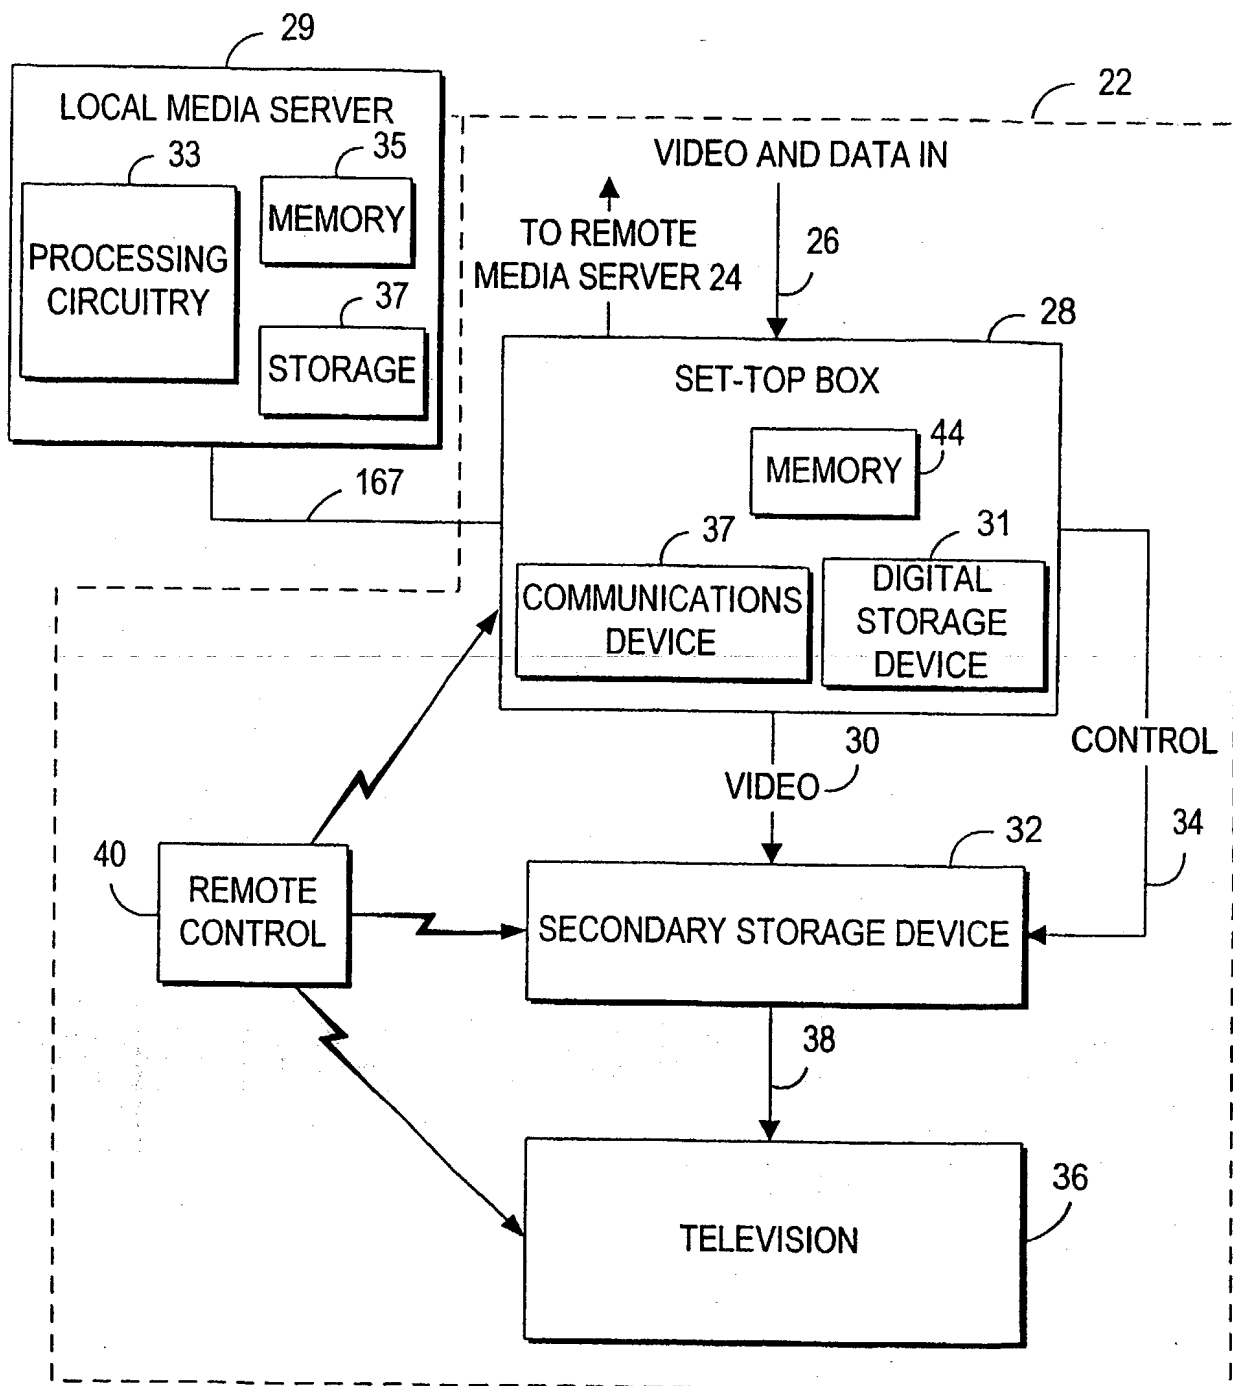 29
LOCAL MEDIA SERVER
33
35
PROCESSING
CIRCUITRY
MEMORY
37
STORAGE
167
22
VIDEO AND DATA IN
TO REMOTE
MEDIA SERVER 24
26
28
SET-TOP BOX
44
MEMORY
37
COMMUNICATIONS
DEVICE
31
DIGITAL
STORAGE
DEVICE
30
VIDEO
CONTROL
34
32
SECONDARY STORAGE DEVICE
40
REMOTE
CONTROL
38
36
TELEVISION